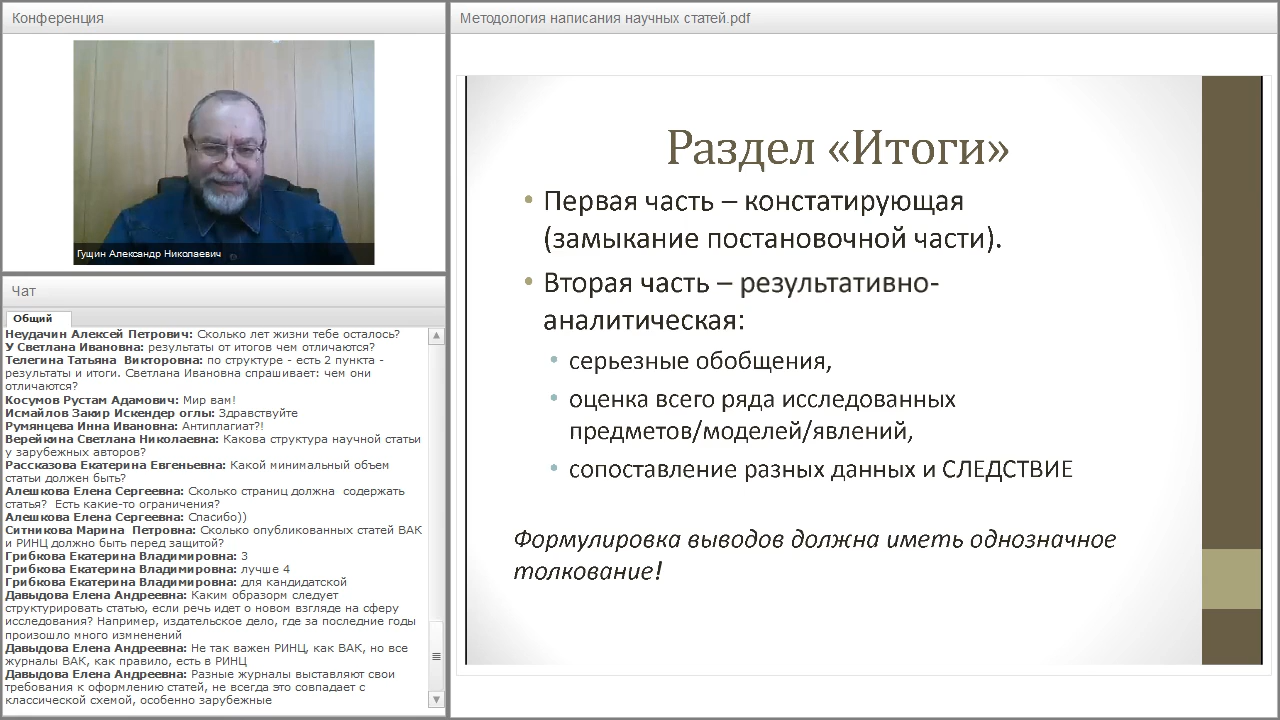 Конференция
Гущин Александр Николаевич
Чат
Общий
Неудачин Алексей Петрович: Сколько лет жизни тебе осталось?
У Светлана Ивановна: результаты от итогов чем отличаются?
Телегина Татьяна  Викторовна: по структуре - есть 2 пункта -
результаты и итоги. Светлана Ивановна спрашивает: чем они
отличаются?
Косумов Рустам Адамович: Мир вам!
Исмайлов Закир Искендер оглы: Здравствуйте
Румянцева Инна Ивановна: Антиплагиат?!
Верейкина Светлана Николаевна: Какова структура научной статьи
у зарубежных авторов?
Рассказова Екатерина Евгеньевна: Какой минимальный объем
статьи должен быть?
Алешкова Елена Сергеевна: Сколько страниц должна  содержать
статья?  Есть какие-то ограничения?
Алешкова Елена Сергеевна: Спасибо))
Ситникова Марина  Петровна: Сколько опубликованных статей ВАК
и РИНЦ должно быть перед защитой?
Грибкова Екатерина Владимировна: 3
Грибкова Екатерина Владимировна: лучше 4
Грибкова Екатерина Владимировна: для кандидатской
Давыдова Елена Андреевна: Каким образорм следует
структурировать статью, если речь идет о новом взгляде на сферу
исследования? Например, издательское дело, где за последние годы
произошло много измненений
Давыдова Елена Андреевна: Не так важен РИНЦ, как ВАК, но все
журналы ВАК, как правило, есть в РИНЦ
Давыдова Елена Андреевна: Разные журналы выставляют свои
требования к оформлению статей, не всегда это совпадает с
классической схемой, особенно зарубежные
Методология написания научных статей.pdf
Раздел «Итоги»
• Первая часть – констатирующая
(замыкание постановочной части).
• Вторая часть – результативно-
аналитическая:
• серьезные обобщения,
• оценка всего ряда исследованных
предметов/моделей/явлений,
• сопоставление разных данных и СЛЕДСТВИЕ
Формулировка выводов должна иметь однозначное
толкование!